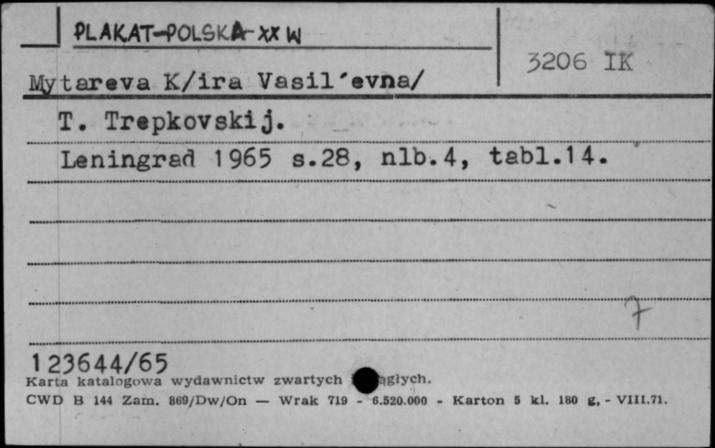 PLAKAT-POLSKA-XX W
3206 IK
Mytareva K/ira Vasil´evna/
T. Trepkovskij.
Leningrad 1965 s.28, nlb.4, tabl.14.
7
123644/65
Karta katalogowa wydawnictw zwartych
CWD B 144 Zam. 869/Dw/On — Wrak 719 - 6.520.000 - Karton 5 kl. 180 g, - VIII.71.